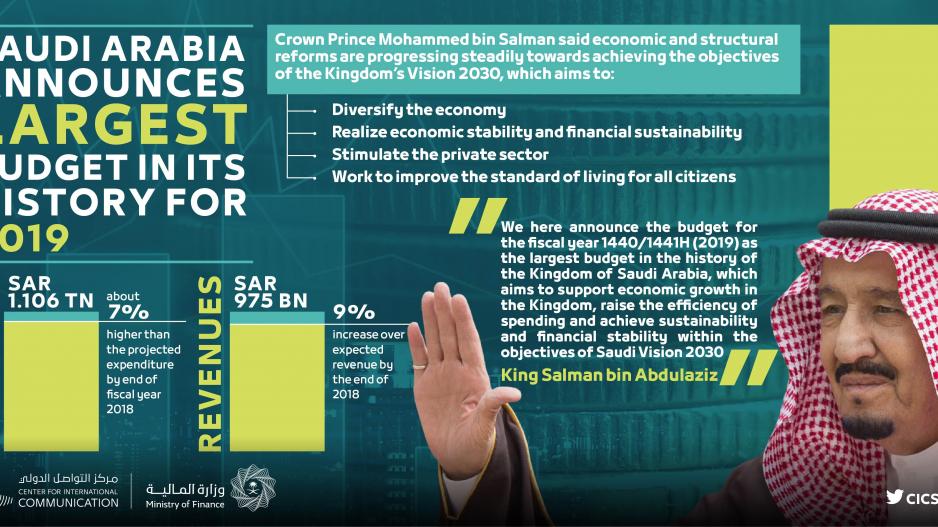 AUDI ARABIA
NNOUNCES
LARGEST
UDGET IN ITS
ISTORY FOR
019
Crown Prince Mohammed bin Salman said economic and structural
reforms are progressing steadily towards achieving the objectives
of the Kingdom's Vision 2030, which aims to:
Diversify the economy
Realize economic stability and financial sustainability
Stimulate the private sector
Work to improve the standard of living for all citizens
We here announce the budget for
the fiscal year 1440/1441H (2019) as
the largest budget in the history of
the Kingdom of Saudi Arabia, which
aims to support economic growth in
the Kingdom, raise the efficiency of
spending and achieve sustainability
and financial stability within the
objectives of Saudi Vision 2030
King Salman bin Abdulaziz
SAR
1.106 TN
about
7%
higher than
the projected
expenditure
by end of
fiscal year
2018
REVENUES
SAR
975 BN
9%
increase over
expected
revenue by
the end of
2018
مركز التواصل الدولي
CENTER FOR INTERNATIONAL
COMMUNICATION
وزارة المالية
Ministry of Finance
CICS